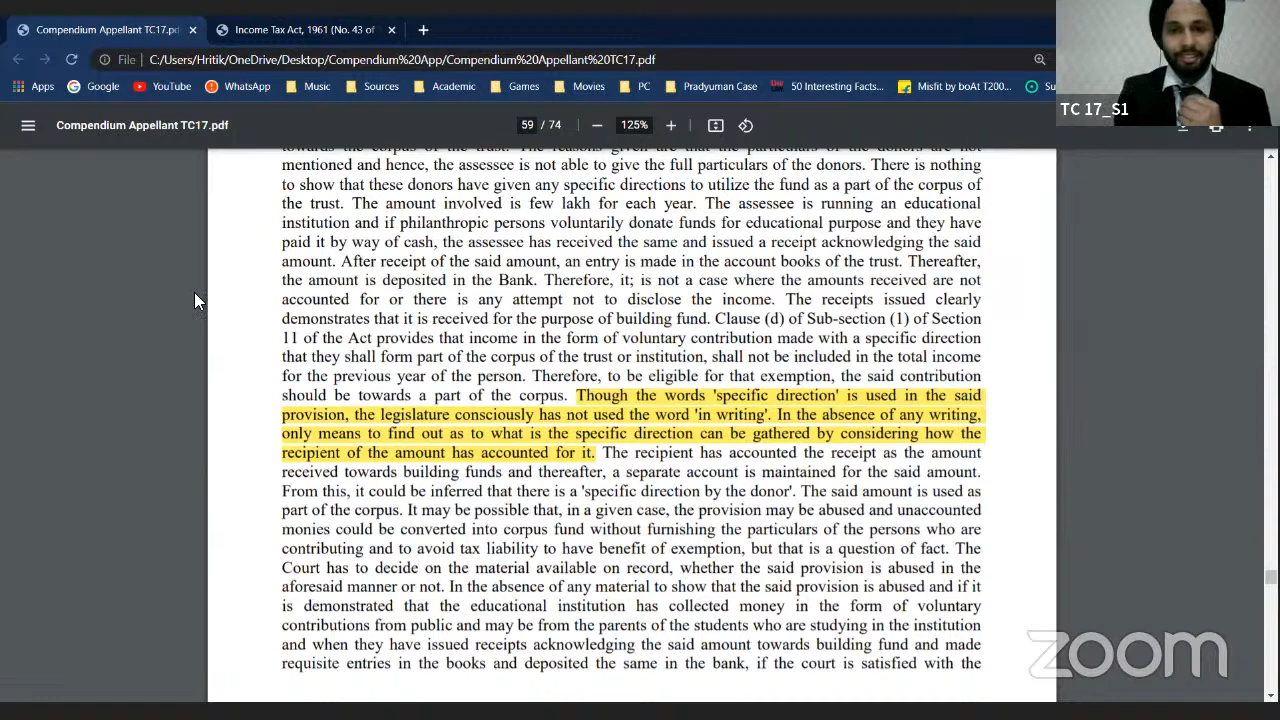 Compendium Appellant TC17.pd
Income Tax Act, 1961 (No. 43 of
File
C:/Users/Hritik/OneDrive/Desktop/Compendium%20App/Compendium%20Appellant%20TC17.pdf
Apps
Google
YouTube
WhatsApp
Music
Sources
Academic
Games
Movies
PC
Pradyuman Case
50 Interesting Facts...
Misfit by boAt T200...
Su
TC 17_S1
Compendium Appellant TC17.pdf
59 / 74
125%
towards the corpus of the trust. The reasons given are that the particulars of the donors are not
mentioned and hence, the assessee is not able to give the full particulars of the donors. There is nothing
to show that these donors have given any specific directions to utilize the fund as a part of the corpus of
the trust. The amount involved is few lakh for each year. The assessee is running an educational
institution and if philanthropic persons voluntarily donate funds for educational purpose and they have
paid it by way of cash, the assessee has received the same and issued a receipt acknowledging the said
amount. After receipt of the said amount, an entry is made in the account books of the trust. Thereafter,
the amount is deposited in the Bank. Therefore, it; is not a case where the amounts received are not
accounted for or there is any attempt not to disclose the income. The receipts issued clearly
demonstrates that it is received for the purpose of building fund. Clause (d) of Sub-section (1) of Section
11 of the Act provides that income in the form of voluntary contribution made with a specific direction
that they shall form part of the corpus of the trust or institution, shall not be included in the total income
for the previous year of the person. Therefore, to be eligible for that exemption, the said contribution
should be towards a part of the corpus. Though the words 'specific direction' is used in the said
provision, the legislature consciously has not used the word 'in writing'. In the absence of any writing,
only means to find out as to what is the specific direction can be gathered by considering how the
recipient of the amount has accounted for it. The recipient has accounted the receipt as the amount
received towards building funds and thereafter, a separate account is maintained for the said amount.
From this, it could be inferred that there is a 'specific direction by the donor'. The said amount is used as
part of the corpus. It may be possible that, in a given case, the provision may be abused and unaccounted
monies could be converted into corpus fund without furnishing the particulars of the persons who are
contributing and to avoid tax liability to have benefit of exemption, but that is a question of fact. The
Court has to decide on the material available on record, whether the said provision is abused in the
aforesaid manner or not. In the absence of any material to show that the said provision is abused and if it
is demonstrated that the educational institution has collected money in the form of voluntary
contributions from public and may be from the parents of the students who are studying in the institution
and when they have issued receipts acknowledging the said amount towards building fund and made
requisite entries in the books and deposited the same in the bank, if the court is satisfied with the
zoom